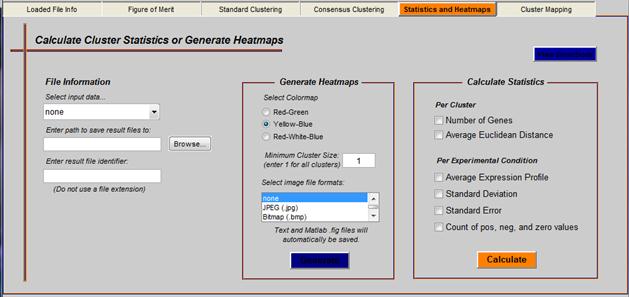 Loaded File Info
Figure of Merit
Standard Clustering
Consensus Clustering
Statistics and Heatmaps
Cluster Mapping
Calculate Cluster Statistics or Generate Heatmaps
File Information
Select input data...
none
Enter path to save result files to:
Browse...
Enter result file identifier:
(Do not use a file extension)
Generate Heatmaps
Select Colormap
Red-Green
Yellow-Blue
Red-White-Blue
Minimum Cluster Size:
(enter 1 for all clusters)
1
Select image file formats:
none
JPEG (.jpg)
Bitmap (.bmp)
Text and Matlab .fig files will
automatically be saved.
Generate
Calculate Statistics
Per Cluster
Number of Genes
Average Euclidean Distance
Per Experimental Condition
Average Expression Profile
Standard Deviation
Standard Error
Count of pos, neg, and zero values
Calculate